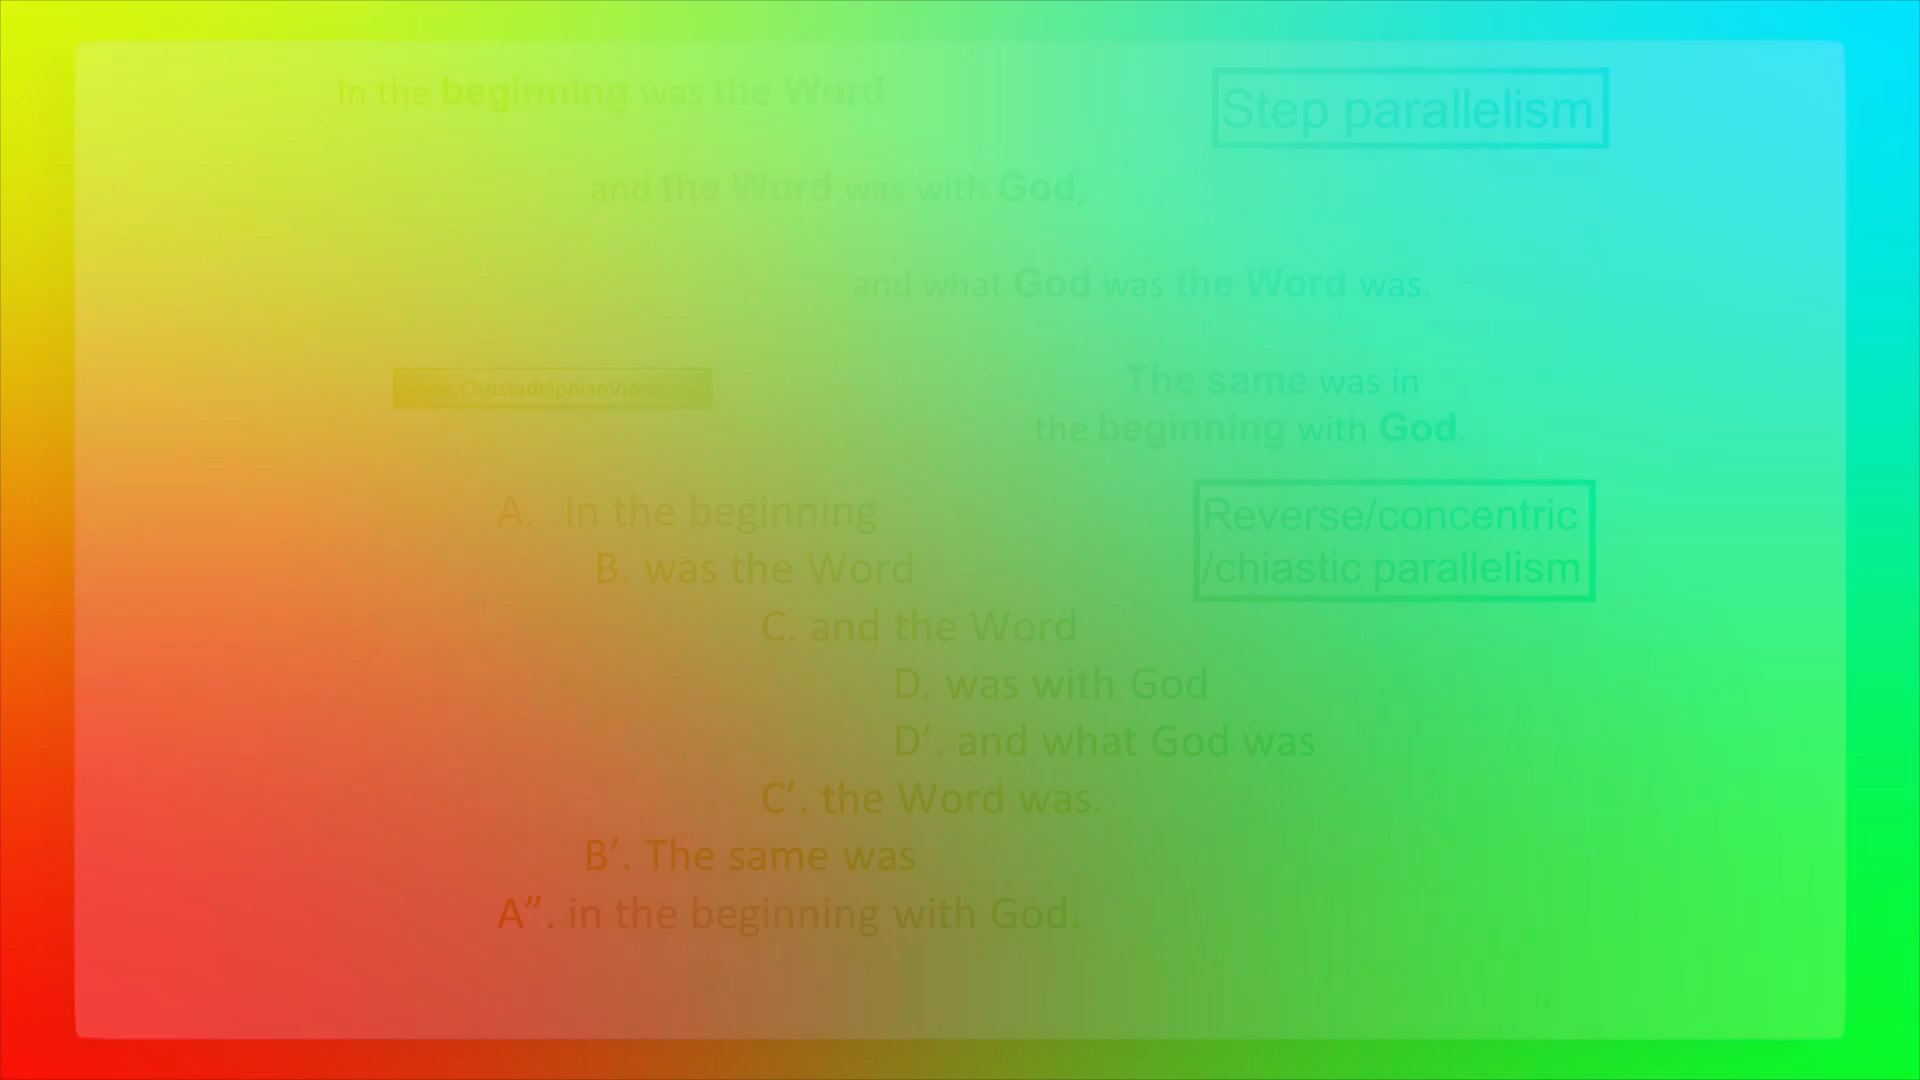 In the beginning was the Word
Step parallelism
and the Word was with God,
and what God was the Word was.
www.ChristadelphianVideo
The same was in
the beginning with God.
A. In the beginning
Reverse/concentric
/chiastic parallelism
B. was the Word
C. and the Word
D. was with God
D′. and what God was
C′. the Word was.
B′. The same was
A”. in the beginning with God.